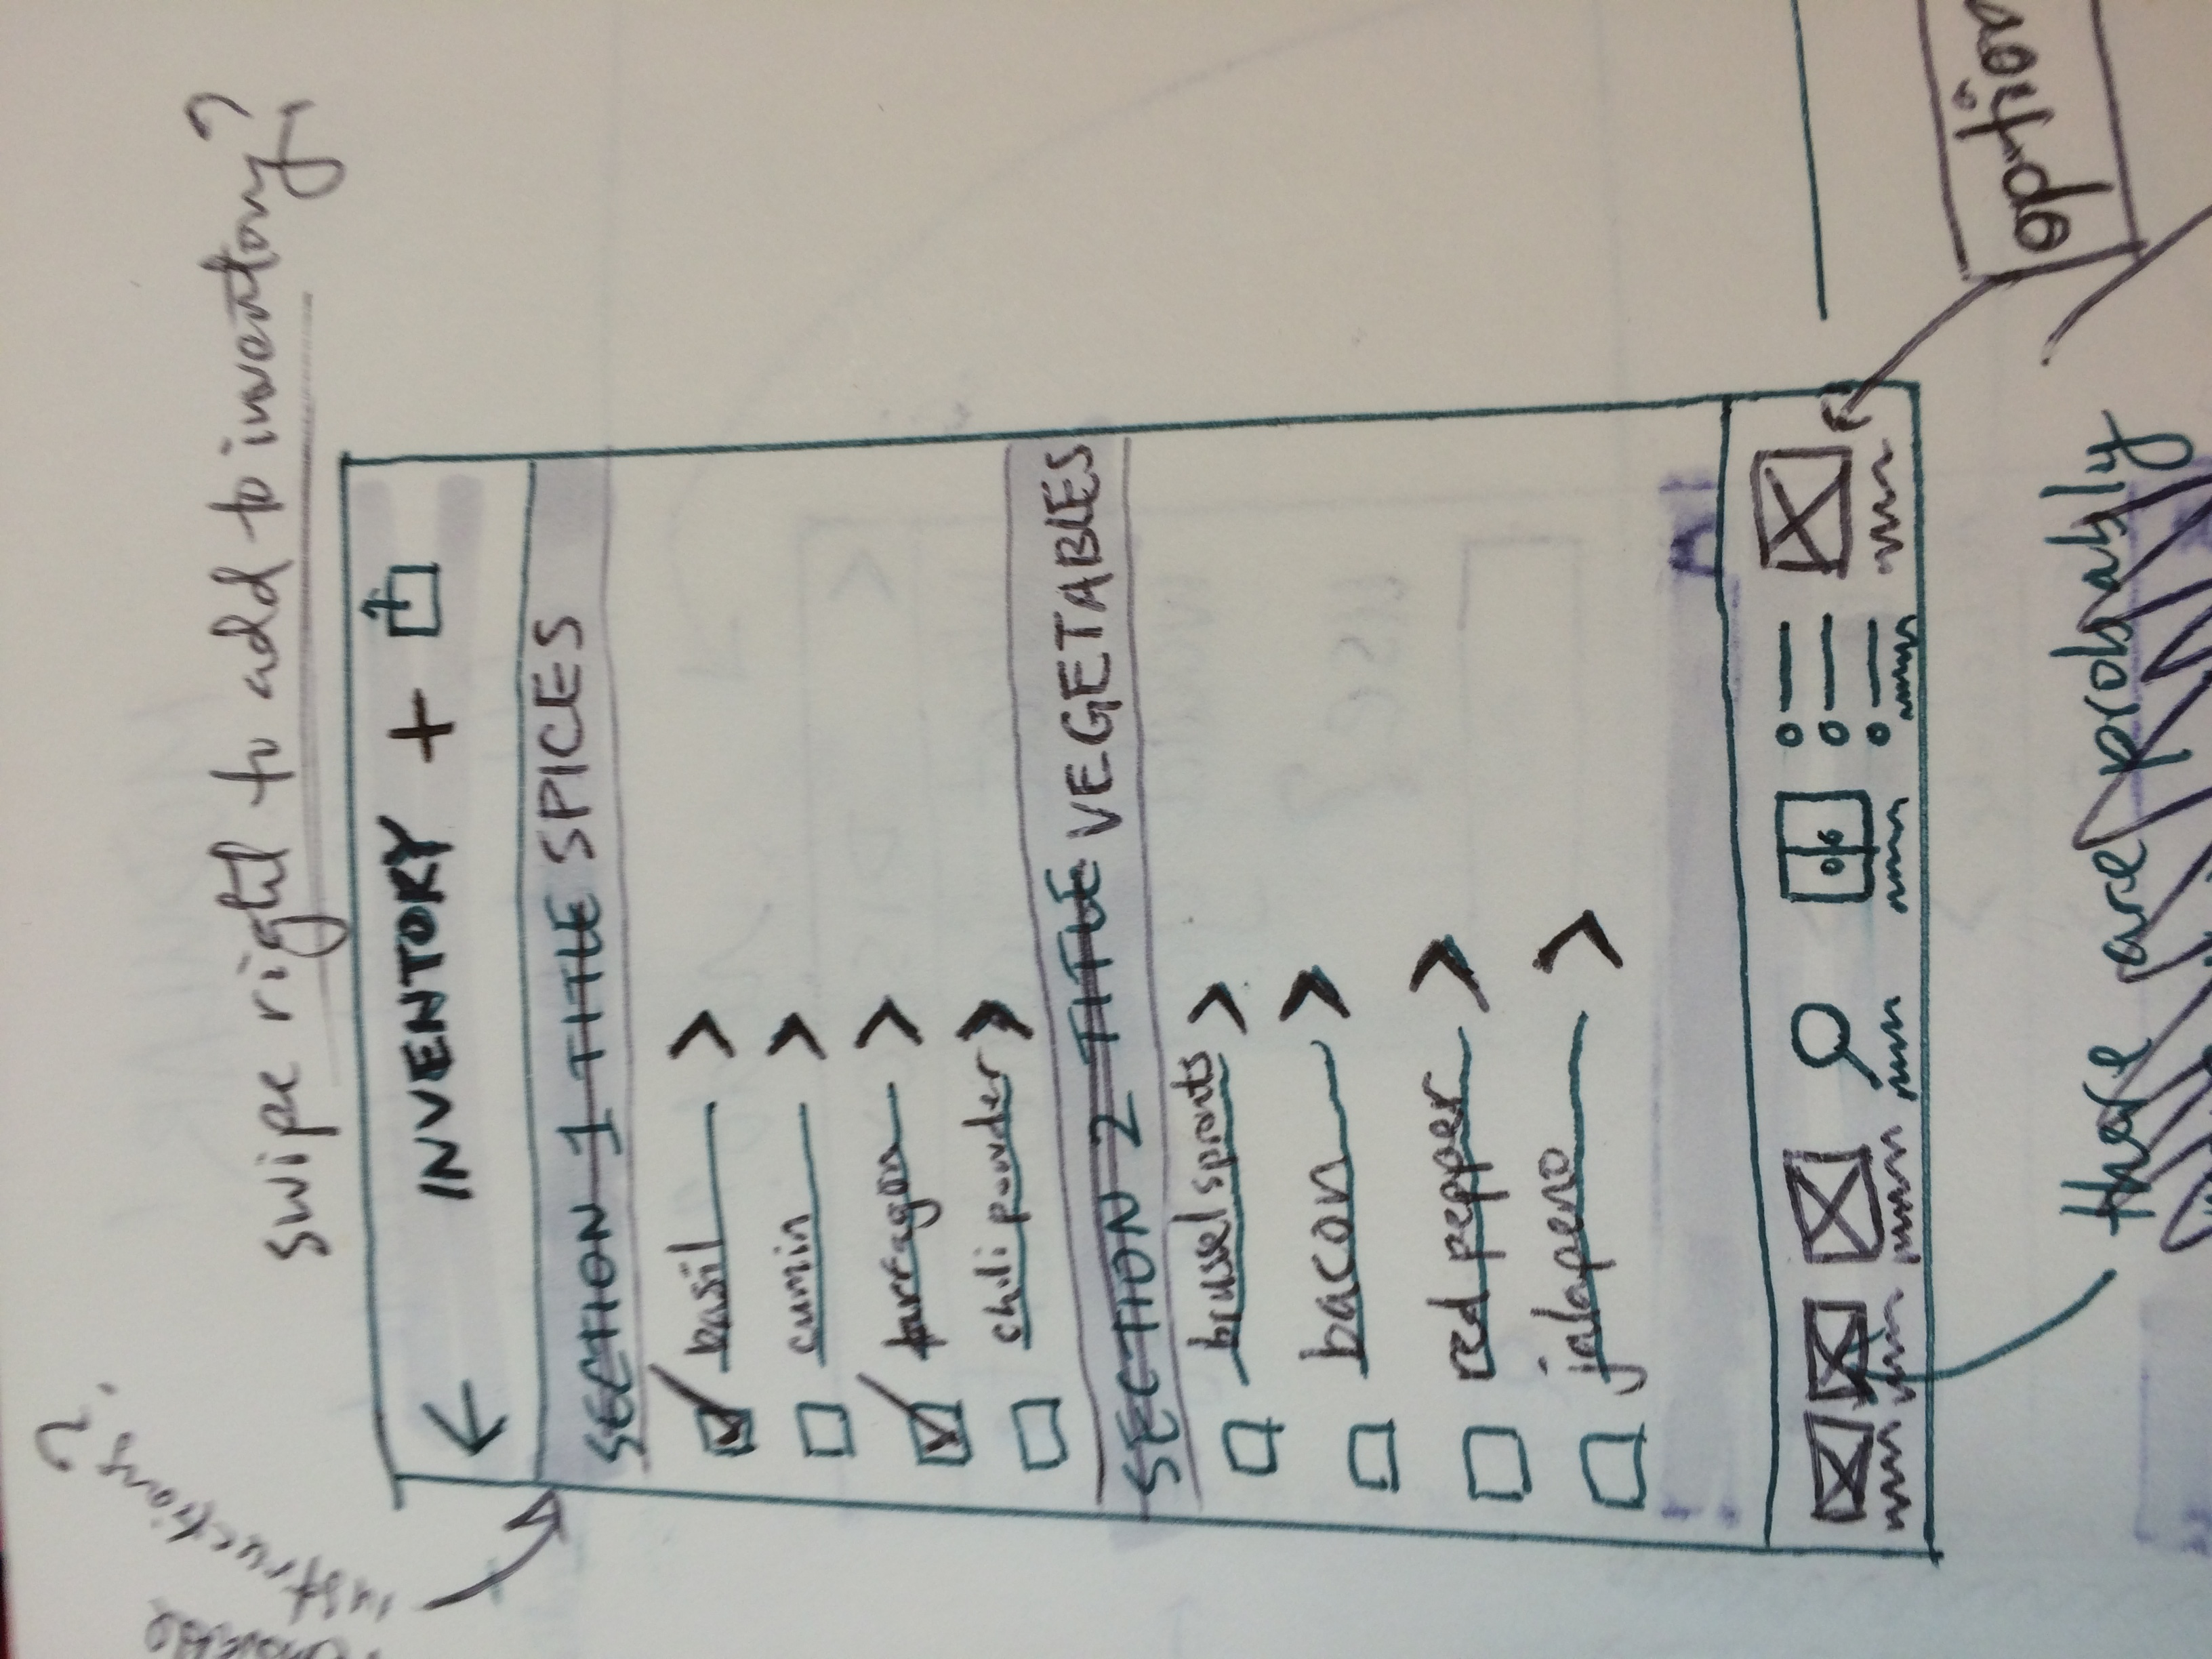 instructions?
swipe right to add to inventory?
← INVENTORY +
SECTION 1 TITLE SPICES
basil >
cumin >
tarragon >
chili powder >
SECTION 2 TITLE VEGETABLES
brussel sprouts >
bacon >
red pepper >
jalapeno >
option
there are probably